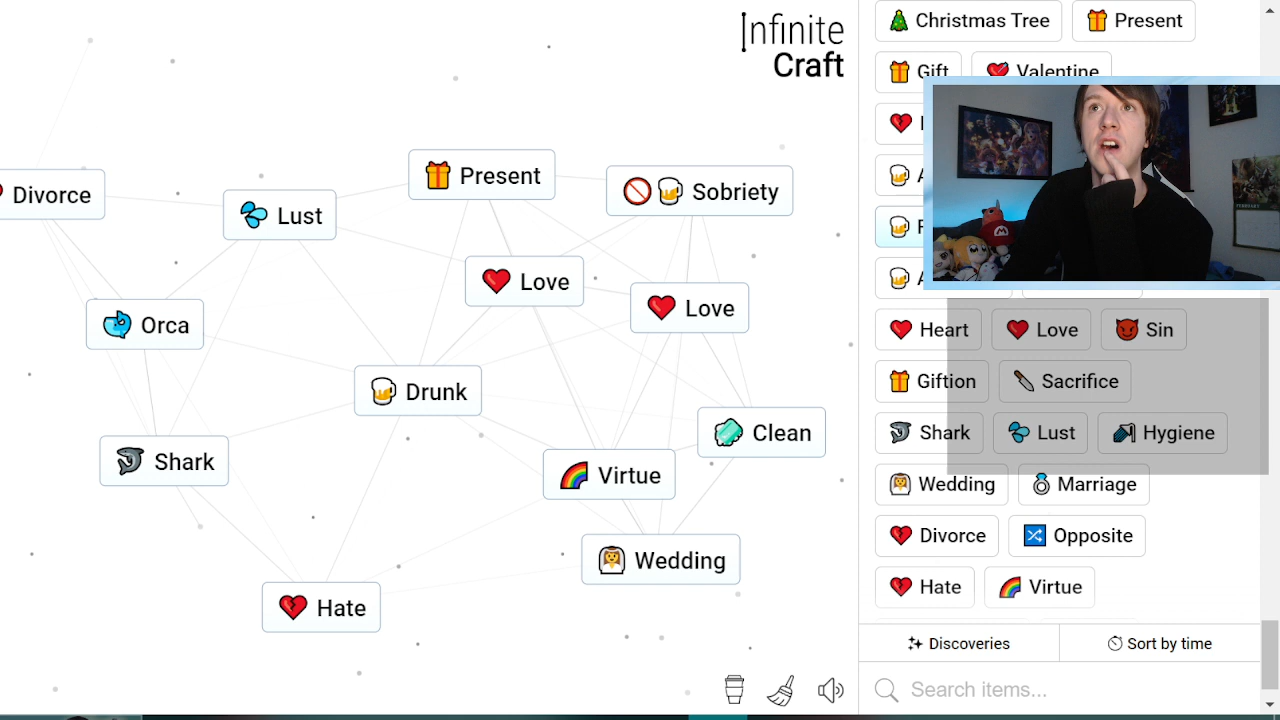 Infinite
Craft
Christmas Tree Present
Gift Valentine
Divorce
Lust
Present
Sobriety
Love
Love
Orca
Drunk
Clean
Shark
Virtue
Wedding
Hate
Heart Love Sin
Giftion Sacrifice
Shark Lust Hygiene
Wedding Marriage
Divorce Opposite
Hate Virtue
Discoveries Sort by time
Search items...